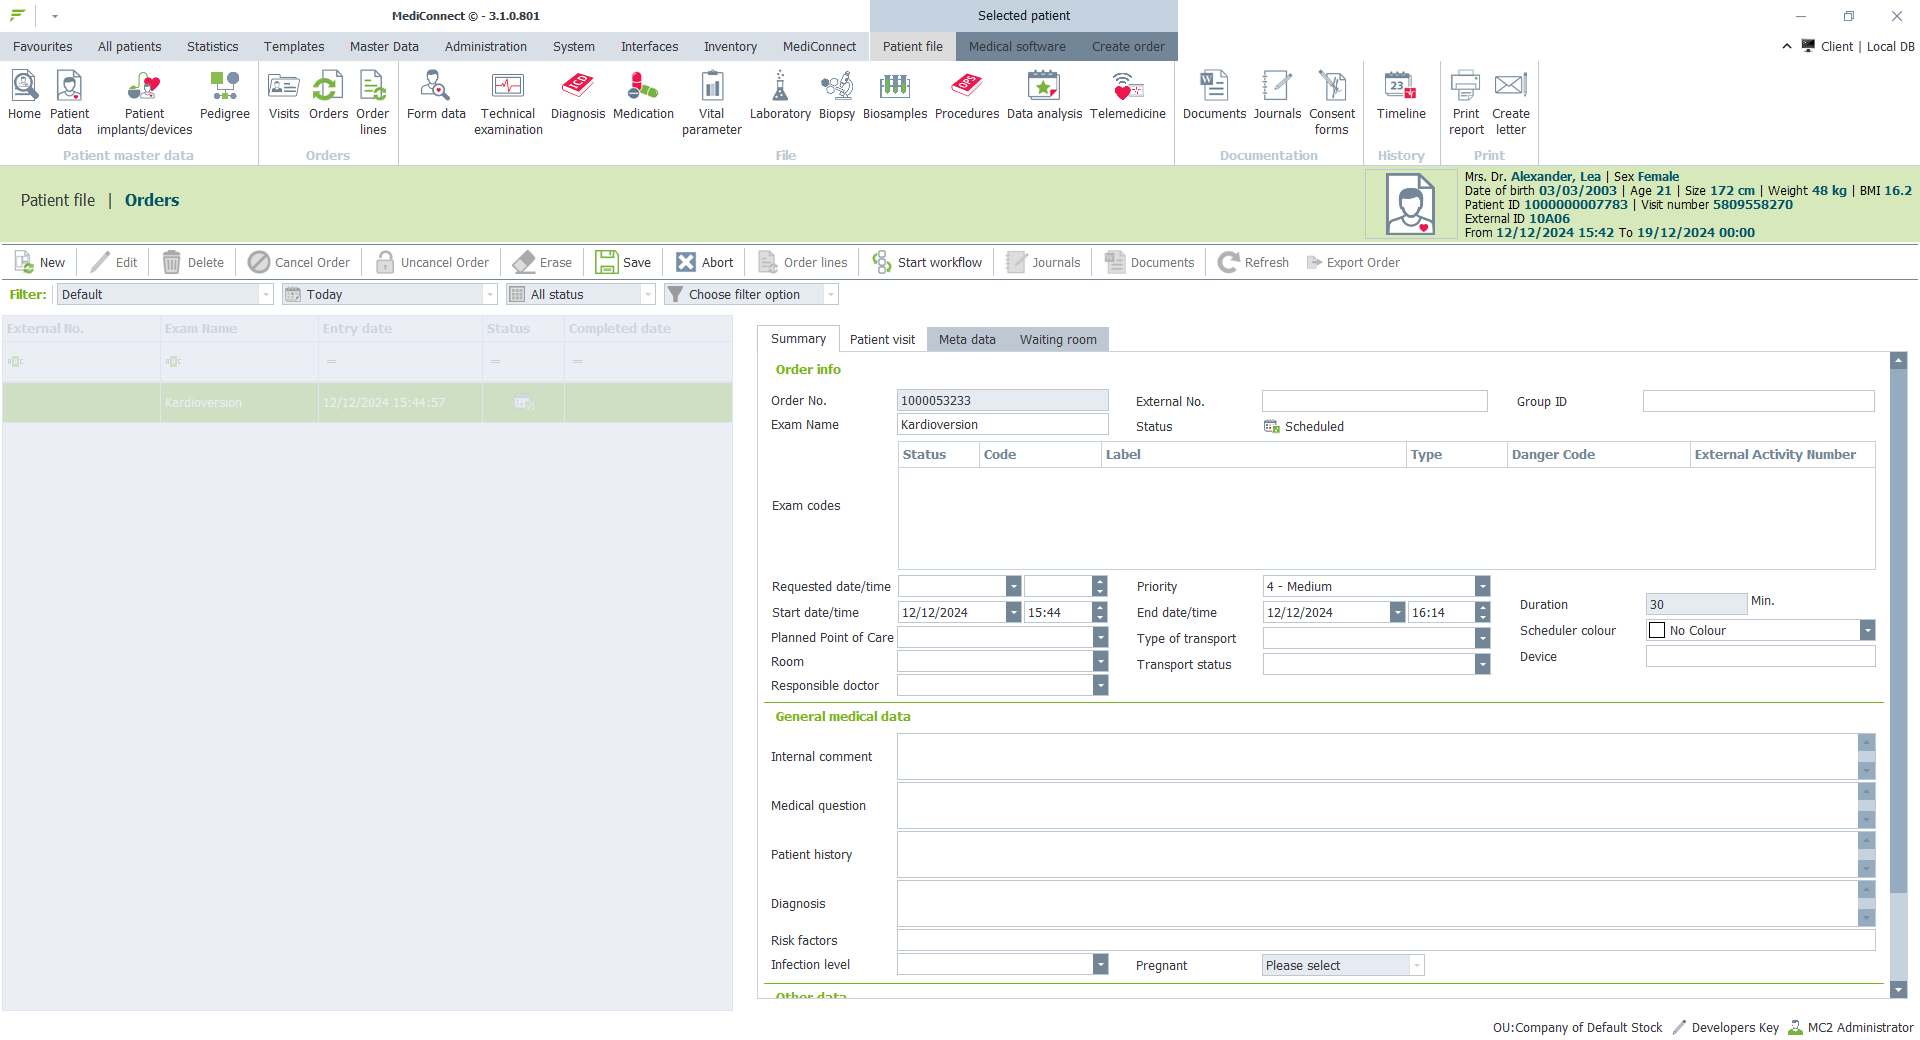 MediConnect © - 3.1.0.801
Selected patient
Favourites All patients Statistics Templates Master Data Administration System Interfaces Inventory MediConnect Patient file Medical software Create order Client | Local DB
Home Patient data Patient implants/devices Pedigree Visits Orders Order lines Form data Technical examination Diagnosis Medication Vital parameter Laboratory Biopsy Biosamples Procedures Data analysis Telemedicine Documents Journals Consent forms Timeline Print report Create letter
Patient master data Orders File Documentation History Print
Patient file | Orders
Mrs. Dr. Alexander, Lea | Sex Female
Date of birth 03/03/2003 | Age 21 | Size 172 cm | Weight 48 kg | BMI 16.2
Patient ID 1000000007783 | Visit number 5809558270
External ID 10A06
From 12/12/2024 15:42 To 19/12/2024 00:00
New Edit Delete Cancel Order Uncancel Order Erase Save Abort Order lines Start workflow Journals Documents Refresh Export Order
Filter: Default Today All status Choose filter option
External No. Exam Name Entry date Status Completed date
Kardioversion 12/12/2024 15:44:57
Summary Patient visit Meta data Waiting room
Order info
Order No. 1000053233 External No. Group ID
Exam Name Kardioversion Status Scheduled
Status Code Label Type Danger Code External Activity Number
Exam codes
Requested date/time Priority 4 - Medium
Start date/time 12/12/2024 15:44 End date/time 12/12/2024 16:14 Duration 30 Min.
Planned Point of Care Type of transport Scheduler colour No Colour
Room Transport status Device
Responsible doctor
General medical data
Internal comment
Medical question
Patient history
Diagnosis
Risk factors
Infection level Pregnant Please select
Other data
OU:Company of Default Stock Developers Key MC2 Administrator